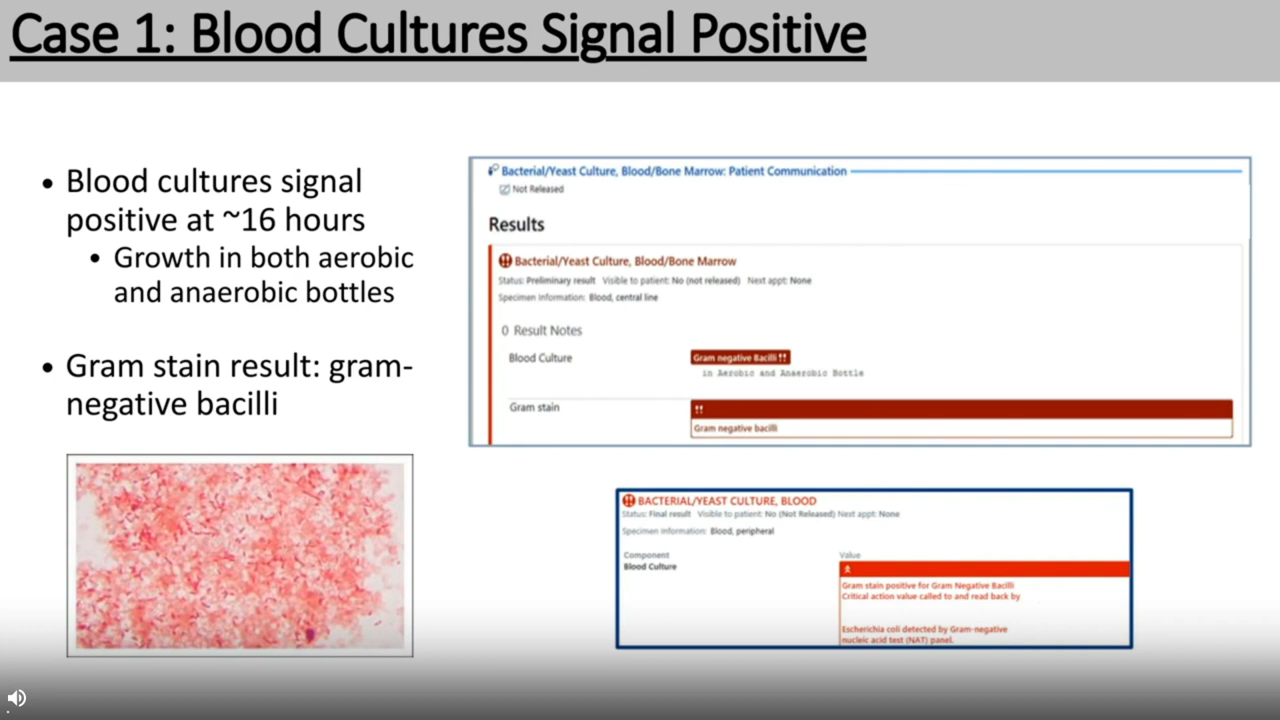 Case 1: Blood Cultures Signal Positive
• Blood cultures signal
positive at ~16 hours
• Growth in both aerobic
and anaerobic bottles
• Gram stain result: gram-
negative bacilli
Bacterial/Yeast Culture, Blood/Bone Marrow: Patient Communication
Not Released
Results
Bacterial/Yeast Culture, Blood/Bone Marrow
Status: Preliminary result Visible to patient: No (not released) Next appt: None
Specimen Information: Blood, central line
0 Result Notes
Blood Culture Gram negative Bacilli !!
in Aerobic and Anaerobic Bottle
Gram stain !!
Gram negative bacilli
BACTERIAL/YEAST CULTURE, BLOOD
Status: Final result Visible to patient: No (Not Released) Next appt: None
Specimen Information: Blood, peripheral
Component Value
Blood Culture
Gram stain positive for Gram Negative Bacilli
Critical action value called to and read back by
Escherichia coli detected by Gram-negative
nucleic acid test (NAT) panel.